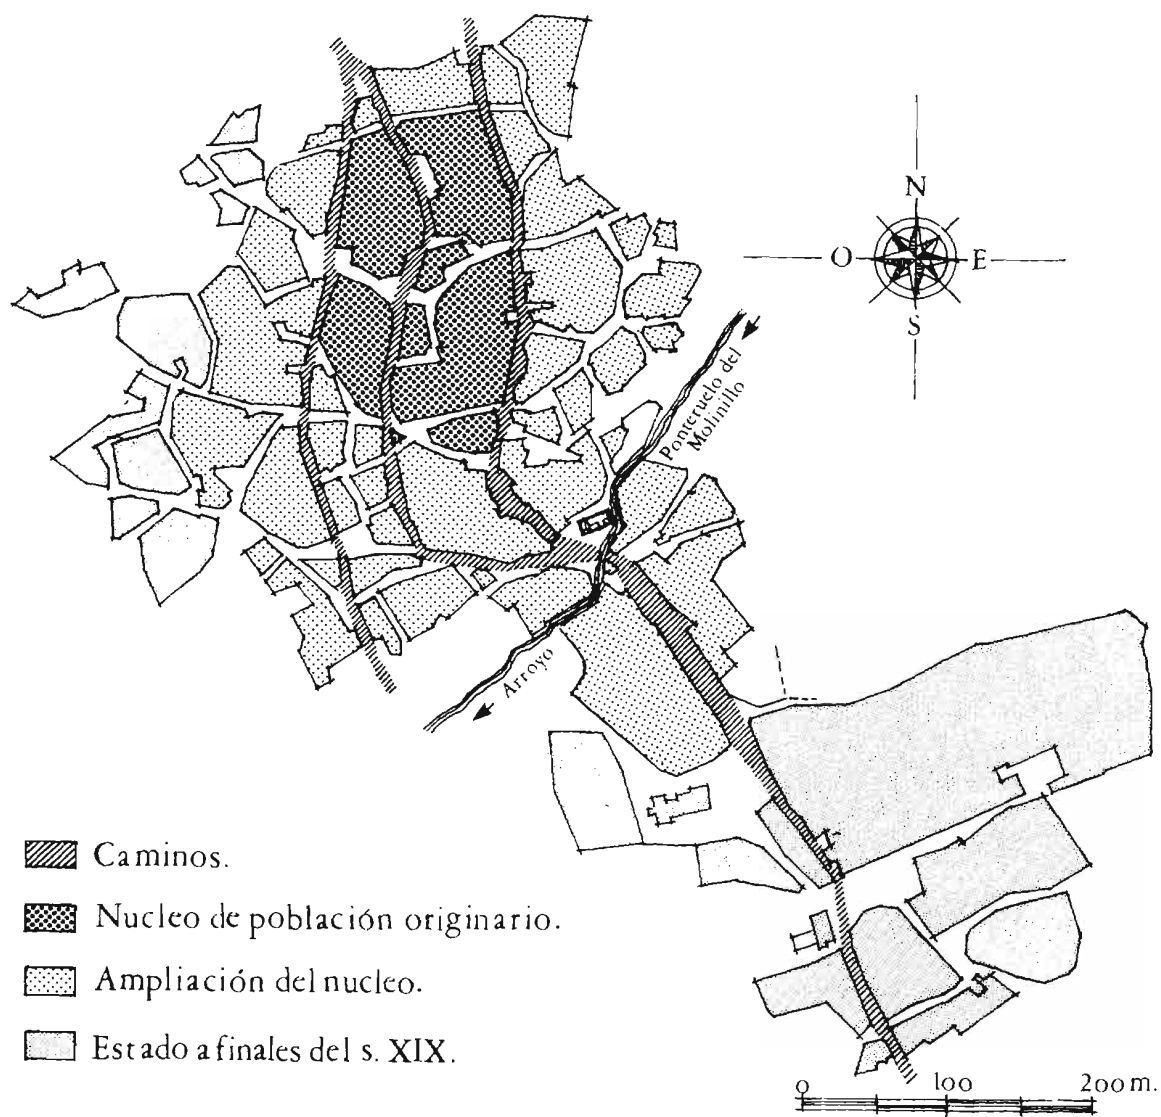 N
O
E
S
Ponteruelo del
Molinillo
Arroyo
Caminos.
Nucleo de población originario.
Ampliación del nucleo.
Estado a finales del s. XIX.
0 100 200 m.